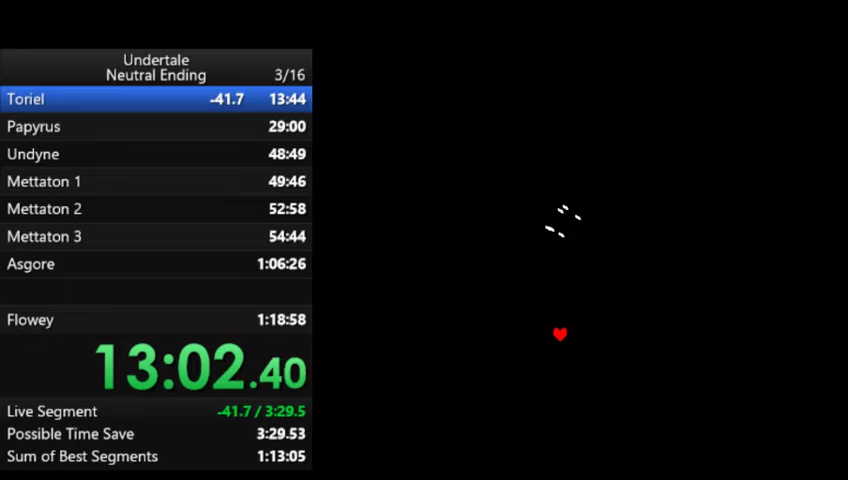 Undertale
Neutral Ending 3/16
Toriel -41.7 13:44
Papyrus 29:00
Undyne 48:49
Mettaton 1 49:46
Mettaton 2 52:58
Mettaton 3 54:44
Asgore 1:06:26
Flowey 1:18:58
13:02.40
Live Segment -41.7 / 3:29.5
Possible Time Save 3:29.53
Sum of Best Segments 1:13:05